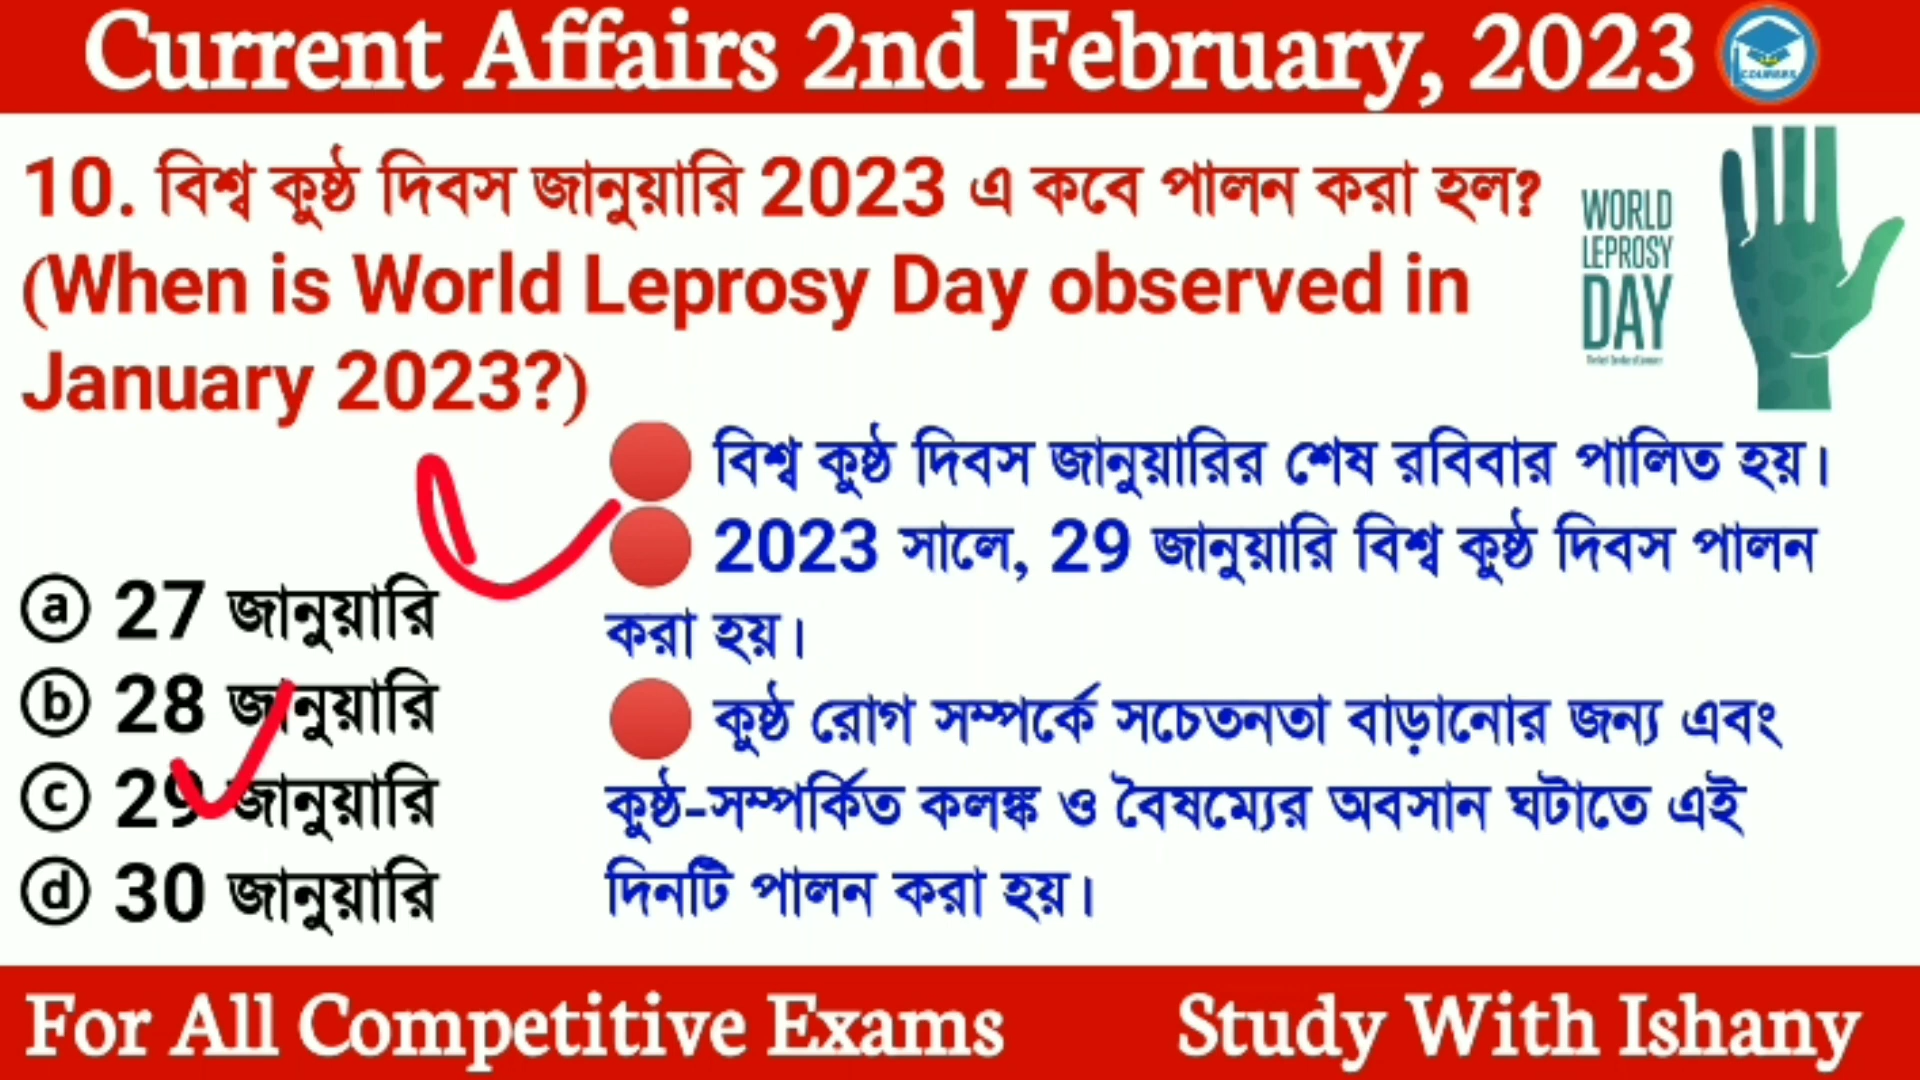 Current Affairs 2nd February, 2023
COURSES
10. বিশ্ব কুষ্ঠ দিবস জানুয়ারি 2023 এ কবে পালন করা হল?
(When is World Leprosy Day observed in
January 2023?)
WORLD
LEPROSY
DAY
বিশ্ব কুষ্ঠ দিবস জানুয়ারির শেষ রবিবার পালিত হয়।
2023 সালে, 29 জানুয়ারি বিশ্ব কুষ্ঠ দিবস পালন
করা হয়।
কুষ্ঠ রোগ সম্পর্কে সচেতনতা বাড়ানোর জন্য এবং
কুষ্ঠ-সম্পর্কিত কলঙ্ক ও বৈষম্যের অবসান ঘটাতে এই
দিনটি পালন করা হয়।
ⓐ 27 জানুয়ারি
ⓑ 28 জানুয়ারি
ⓒ 29 জানুয়ারি
ⓓ 30 জানুয়ারি
For All Competitive Exams
Study With Ishany